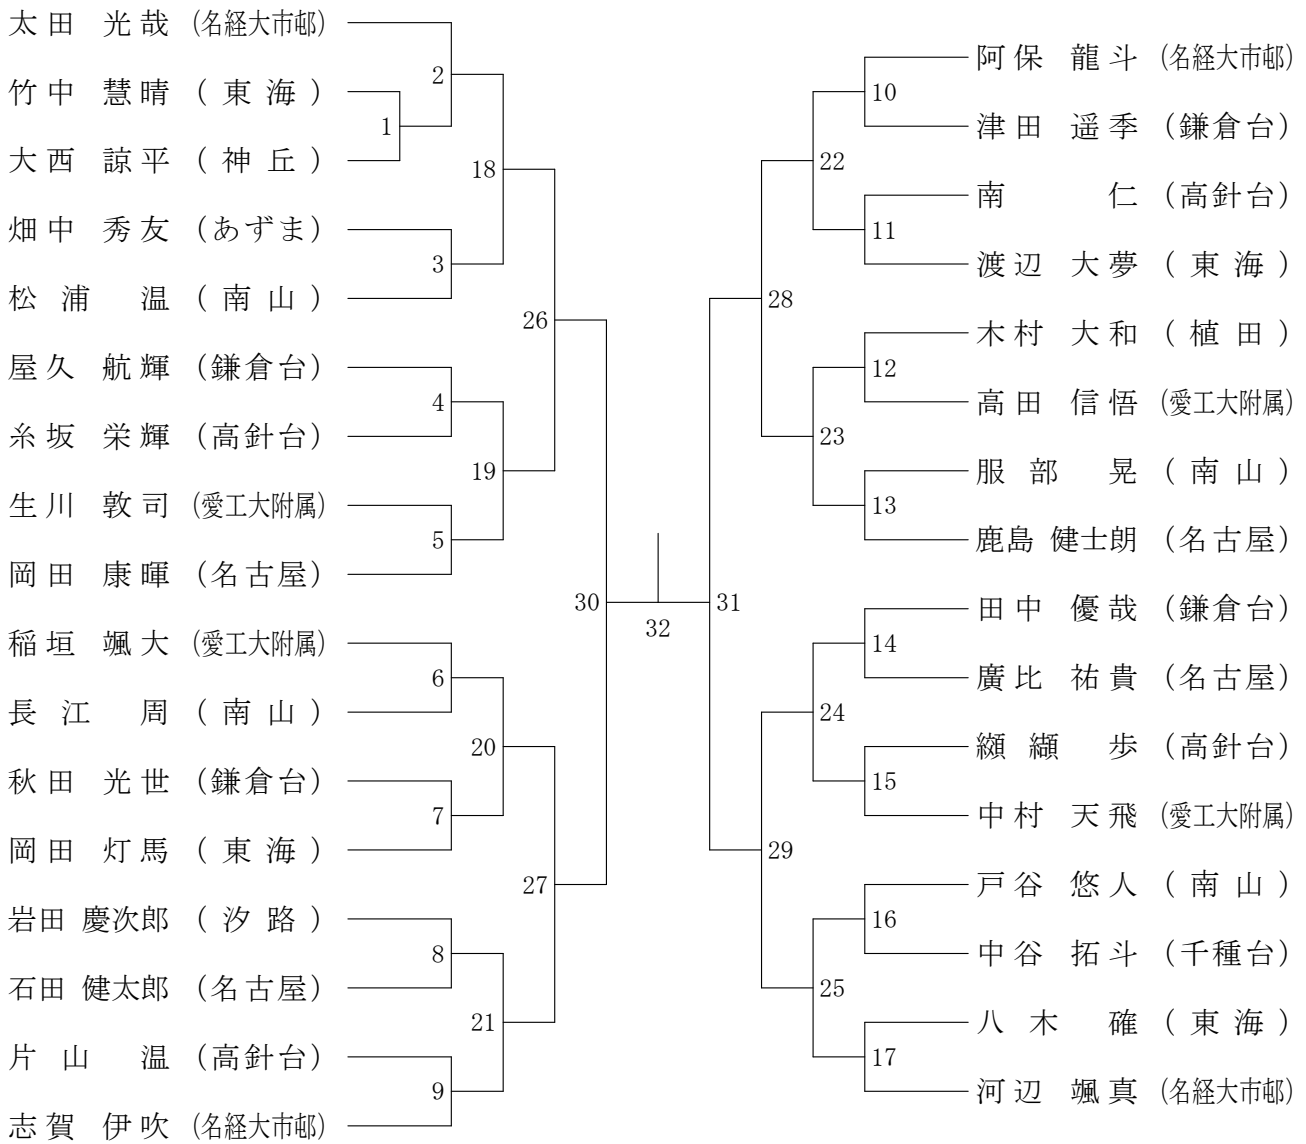 太田 光哉 (名経大市邨)
竹中 慧晴 (東海)
大西 諒平 (神丘)
畑中 秀友 (あずま)
松浦 温 (南山)
屋久 航輝 (鎌倉台)
糸坂 栄輝 (高針台)
生川 敦司 (愛工大附属)
岡田 康暉 (名古屋)
稲垣 颯大 (愛工大附属)
長江 周 (南山)
秋田 光世 (鎌倉台)
岡田 灯馬 (東海)
岩田 慶次郎 (汐路)
石田 健太郎 (名古屋)
片山 温 (高針台)
志賀 伊吹 (名経大市邨)
1
2
3
4
5
6
7
8
9
18
19
20
21
26
27
30
32
31
28
29
22
23
24
25
10
11
12
13
14
15
16
17
阿保 龍斗 (名経大市邨)
津田 遥季 (鎌倉台)
南 仁 (高針台)
渡辺 大夢 (東海)
木村 大和 (植田)
高田 信悟 (愛工大附属)
服部 晃 (南山)
鹿島 健士朗 (名古屋)
田中 優哉 (鎌倉台)
廣比 祐貴 (名古屋)
纐纈 歩 (高針台)
中村 天飛 (愛工大附属)
戸谷 悠人 (南山)
中谷 拓斗 (千種台)
八木 確 (東海)
河辺 颯真 (名経大市邨)